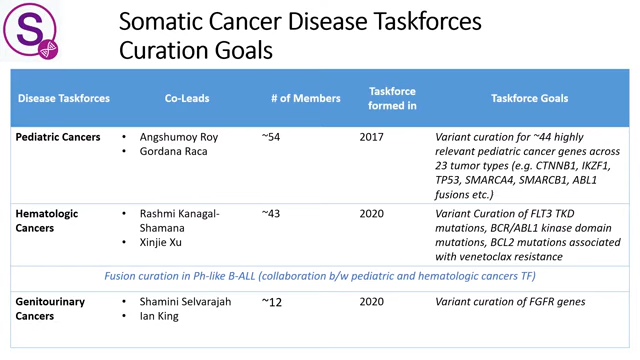 S
Somatic Cancer Disease Taskforces
Curation Goals
Disease Taskforces
Co-Leads
# of Members
Taskforce
formed in
Taskforce Goals
Pediatric Cancers
• Angshumoy Roy
• Gordana Raca
~54
2017
Variant curation for ~44 highly
relevant pediatric cancer genes across
23 tumor types (e.g. CTNNB1, IKZF1,
TP53, SMARCA4, SMARCB1, ABL1
fusions etc.)
Hematologic
Cancers
• Rashmi Kanagal-
Shamana
• Xinjie Xu
~43
2020
Variant Curation of FLT3 TKD
mutations, BCR/ABL1 kinase domain
mutations, BCL2 mutations associated
with venetoclax resistance
Fusion curation in Ph-like B-ALL (collaboration b/w pediatric and hematologic cancers TF)
Genitourinary
Cancers
• Shamini Selvarajah
• Ian King
~12
2020
Variant curation of FGFR genes